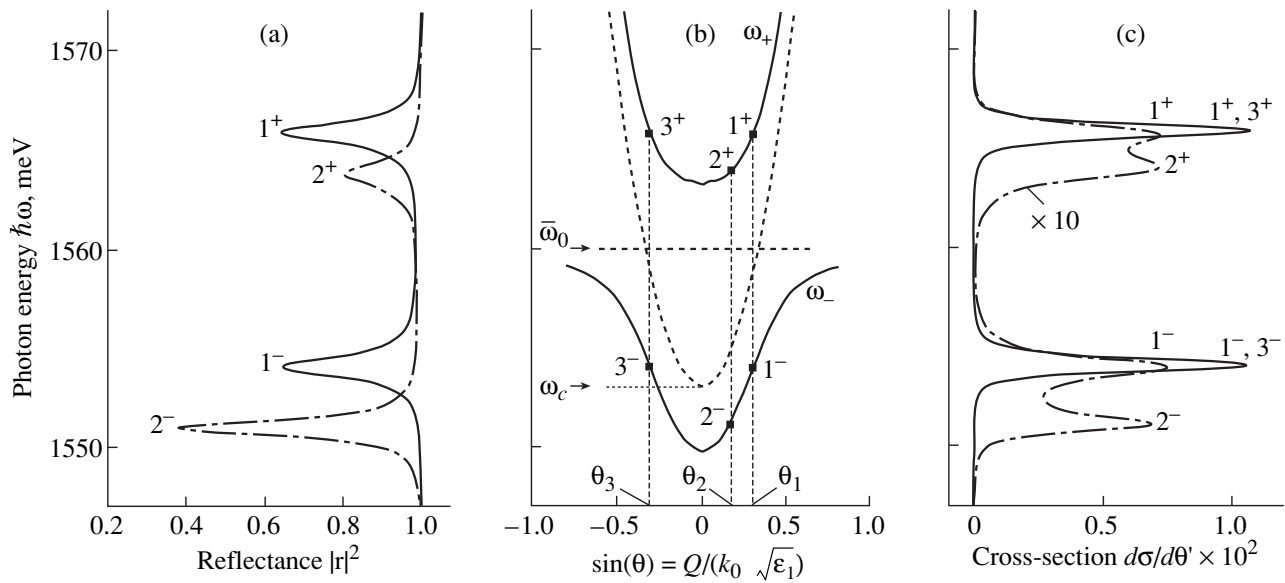 (a)
(b)
(c)
1570
1560
1550
Photon energy ħω, meV
1⁺
2⁺
1⁻
2⁻
0.2
0.4
0.6
0.8
1.0
Reflectance |r|²
ω₊
3⁺
1⁺
2⁺
ω̄₀
ω₋
3⁻
1⁻
ω_c
2⁻
θ₃
θ₂
θ₁
−1.0
−0.5
0
0.5
1.0
sin(θ) = Q/(k₀ √ε₁)
1⁺
1⁺, 3⁺
2⁺
× 10
1⁻
1⁻, 3⁻
2⁻
0
0.5
1.0
Cross-section dσ/dθ' × 10²